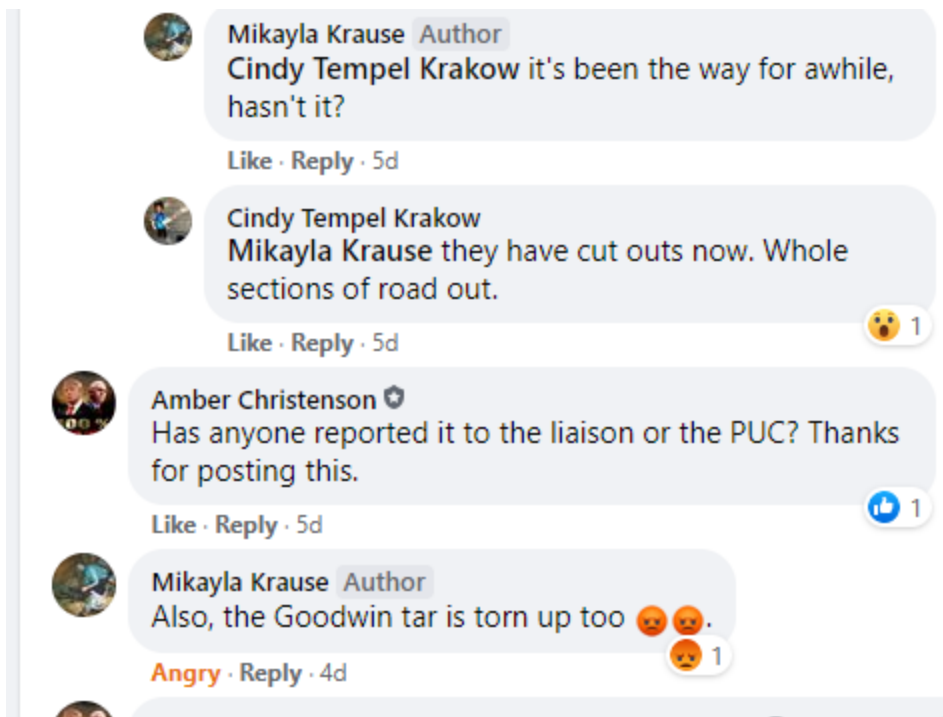 Mikayla Krause Author
Cindy Tempel Krakow it's been the way for awhile,
hasn't it?
Like · Reply · 5d
Cindy Tempel Krakow
Mikayla Krause they have cut outs now. Whole
sections of road out.
1
Like · Reply · 5d
Amber Christenson
Has anyone reported it to the liaison or the PUC? Thanks
for posting this.
1
Like · Reply · 5d
Mikayla Krause Author
Also, the Goodwin tar is torn up too 😡😡.
1
Angry · Reply · 4d